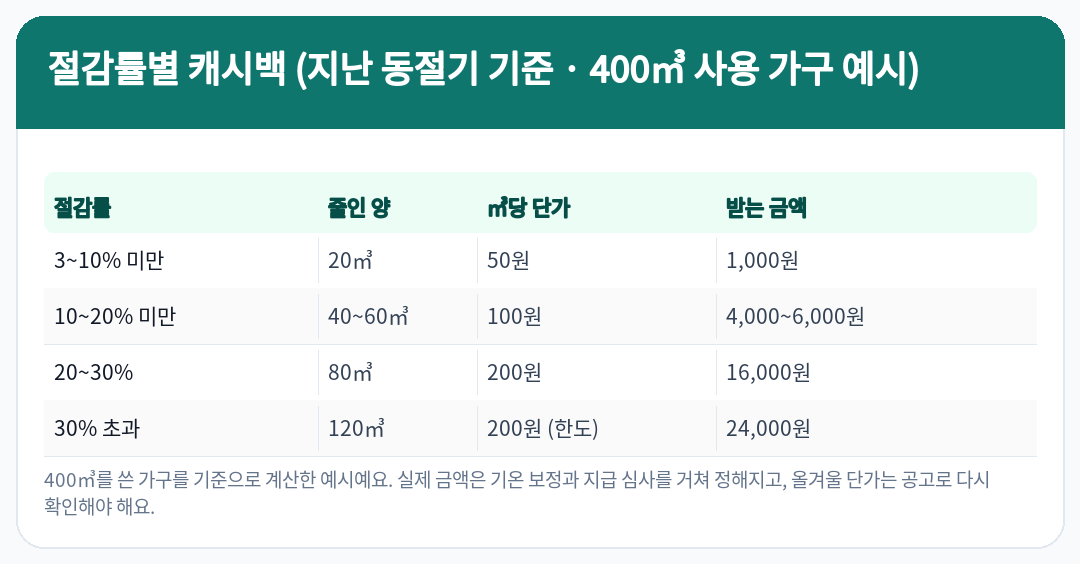 절감률별 캐시백 (지난 동절기 기준 · 400㎥ 사용 가구 예시)
절감률 줄인 양 ㎥당 단가 받는 금액
3~10% 미만 20㎥ 50원 1,000원
10~20% 미만 40~60㎥ 100원 4,000~6,000원
20~30% 80㎥ 200원 16,000원
30% 초과 120㎥ 200원 (한도) 24,000원
400㎥를 쓴 가구를 기준으로 계산한 예시예요. 실제 금액은 기온 보정과 지급 심사를 거쳐 정해지고, 올겨울 단가는 공고로 다시
확인해야 해요.